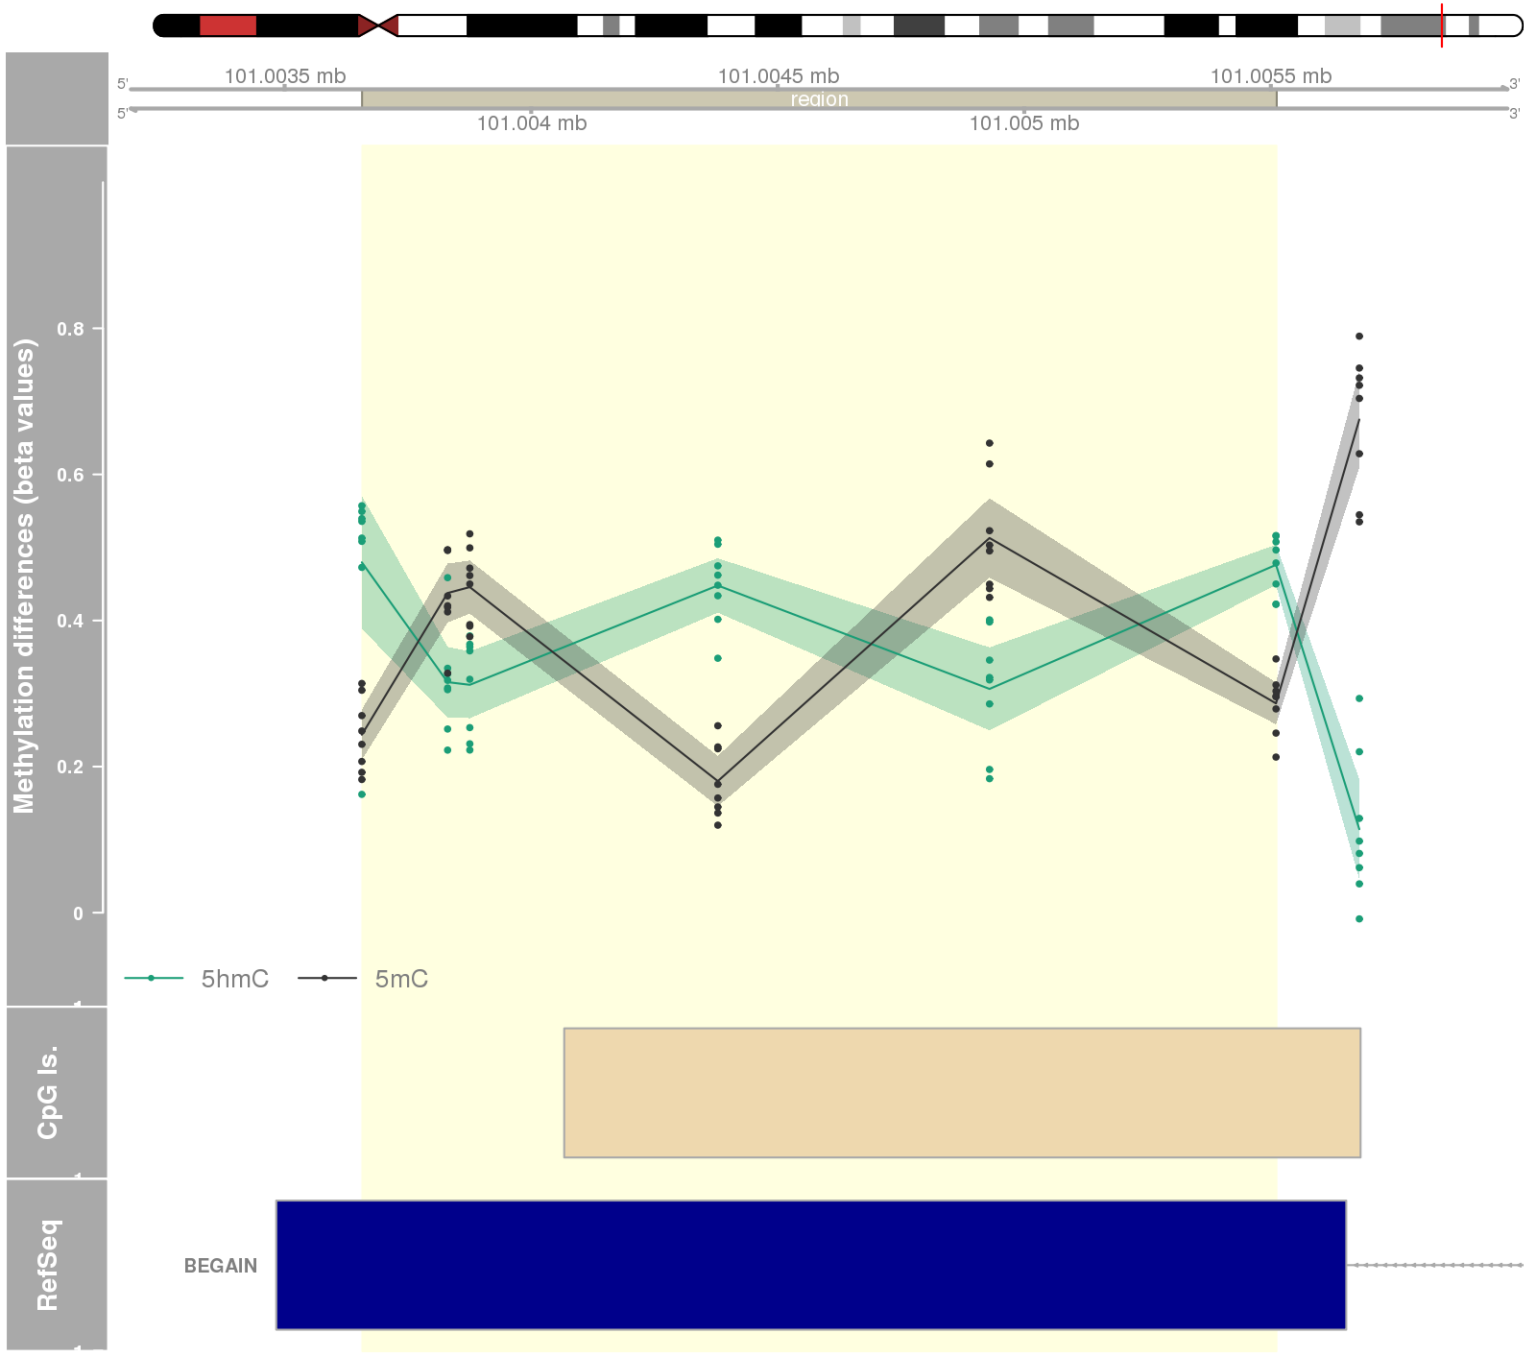 101.0035 mb 101.0045 mb 101.0055 mb
5' 3'
region
5' 3'
101.004 mb 101.005 mb
Methylation differences (beta values)
0.8
0.6
0.4
0.2
0
5hmC 5mC
CpG Is.
RefSeq
BEGAIN